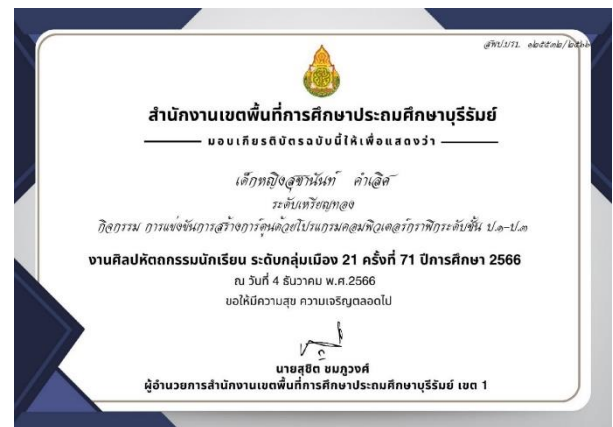 สำนักงานเขตพื้นที่การศึกษาประถมศึกษาบุรีรัมย์
มอบเกียรติบัตรฉบับนี้ให้เพื่อแสดงว่า
เด็กหญิงสุชานันท์ คำเลิศ
ระดับเหรียญทอง
กิจกรรม การแข่งขันการสร้างการ์ตูนด้วยโปรแกรมคอมพิวเตอร์กราฟิกระดับชั้น ป.๑-ป.๓
งานศิลปหัตถกรรมนักเรียน ระดับกลุ่มเมือง 21 ครั้งที่ 71 ปีการศึกษา 2566
ณ วันที่ 4 ธันวาคม พ.ศ.2566
ขอให้มีความสุข ความเจริญตลอดไป
นายสุชิต ชมภูวงศ์
ผู้อำนวยการสำนักงานเขตพื้นที่การศึกษาประถมศึกษาบุรีรัมย์ เขต 1